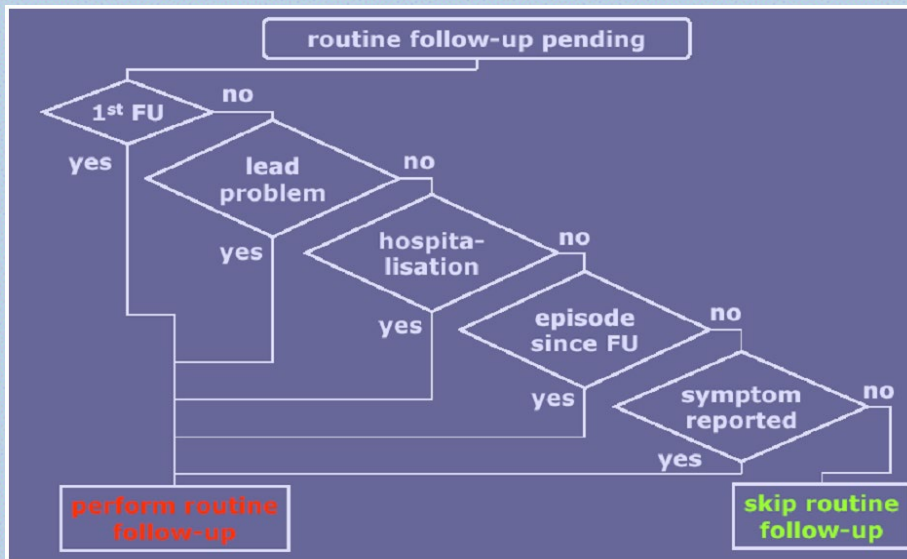 routine follow-up pending
1st FU
no
yes
lead
problem
no
yes
hospita-
lisation
no
yes
episode
since FU
no
yes
symptom
reported
no
yes
perform routine
follow-up
skip routine
follow-up